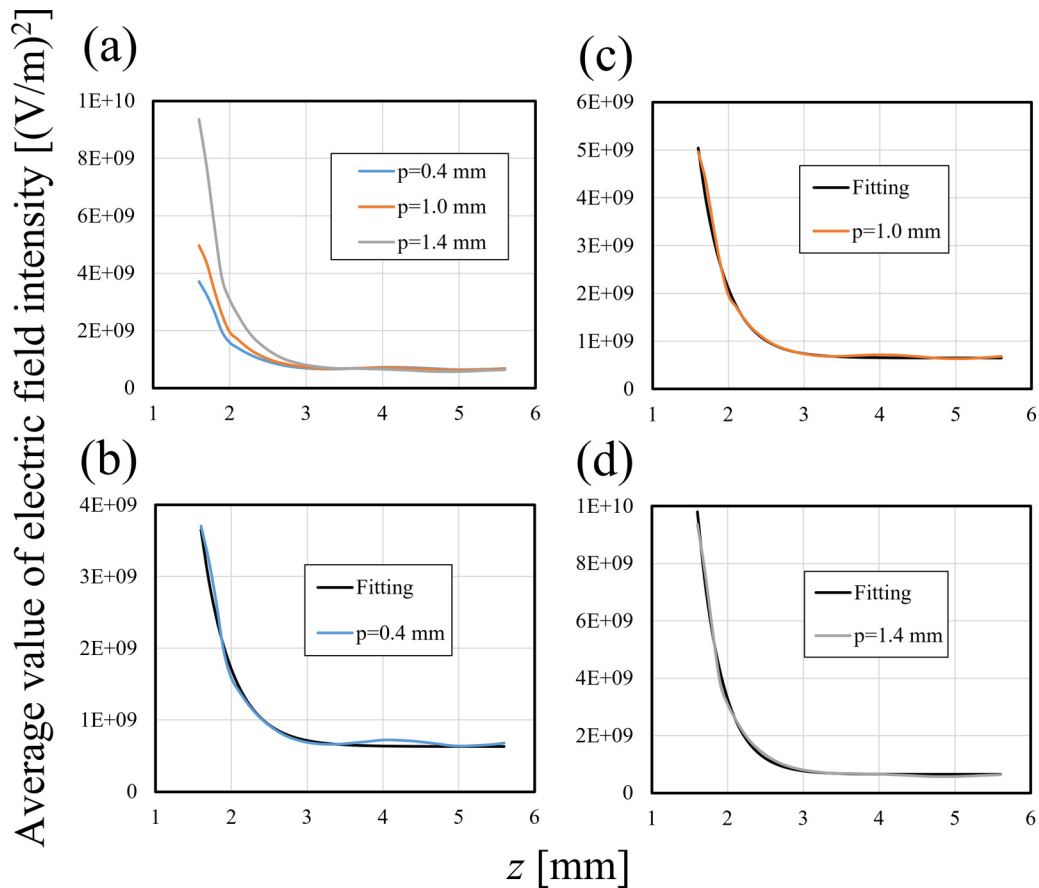 Average value of electric field intensity [(V/m)²]
(a)
1E+10
8E+09
6E+09
4E+09
2E+09
0
1 2 3 4 5 6
p=0.4 mm
p=1.0 mm
p=1.4 mm
(c)
6E+09
5E+09
4E+09
3E+09
2E+09
1E+09
0
1 2 3 4 5 6
Fitting
p=1.0 mm
(b)
4E+09
3E+09
2E+09
1E+09
0
1 2 3 4 5 6
Fitting
p=0.4 mm
(d)
1E+10
8E+09
6E+09
4E+09
2E+09
0
1 2 3 4 5 6
Fitting
p=1.4 mm
z [mm]